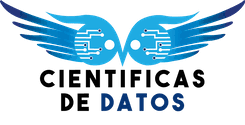 CIENTIFICAS
DE DATOS